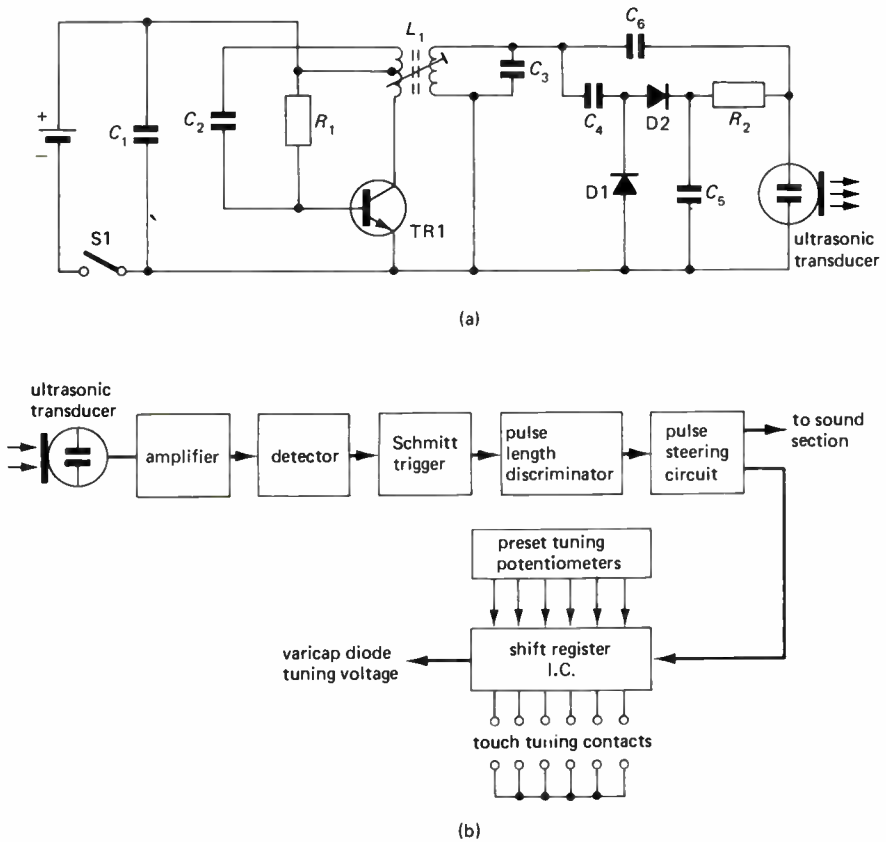 C6
L1
+
C3
C2
R1
C1
C4
D2
R2
−
D1
C5
TR1
S1
ultrasonic
transducer
(a)
ultrasonic
transducer
amplifier
detector
Schmitt
trigger
pulse
length
discriminator
pulse
steering
circuit
to sound
section
preset tuning
potentiometers
shift register
I.C.
varicap diode
tuning voltage
touch tuning contacts
(b)